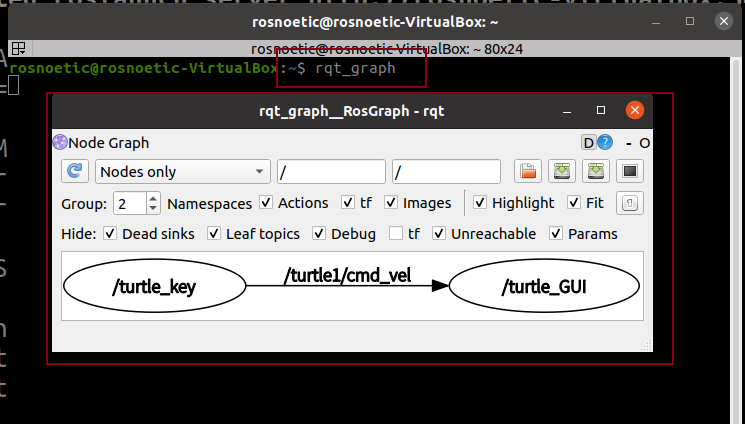 rosnoetic@rosnoetic-VirtualBox: ~
rosnoetic@rosnoetic-VirtualBox: ~ 80x24
rosnoetic@rosnoetic-VirtualBox:~$ rqt_graph
rqt_graph__RosGraph - rqt
Node Graph D ? - O
Nodes only / /
Group: 2 Namespaces Actions tf Images Highlight Fit
Hide: Dead sinks Leaf topics Debug tf Unreachable Params
/turtle_key /turtle1/cmd_vel /turtle_GUI